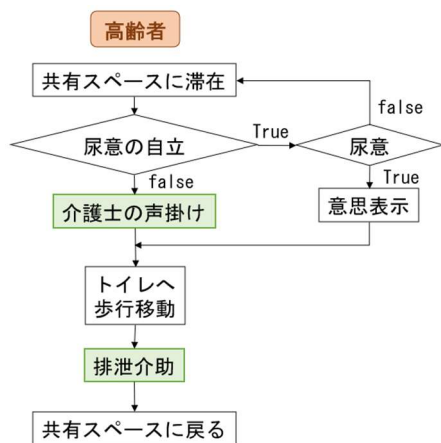 高齢者
共有スペースに滞在
false
True
尿意の自立
尿意
false
True
介護士の声掛け
意思表示
トイレへ
歩行移動
排泄介助
共有スペースに戻る